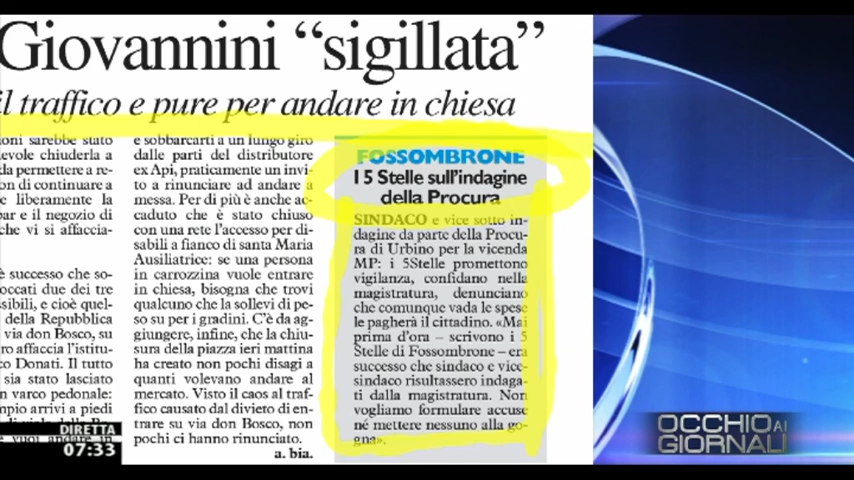 Giovannini “sigillata”
il traffico e pure per andare in chiesa
oni sarebbe stato
evole chiuderla a
da permettere a re-
on di continuare a
e liberamente la
bar e il negozio di
che vi si affaccia-
è successo che so-
occati due dei tre
ssibili, e cioè quel-
della Repubblica
via don Bosco, su
ro affaccia l'istitu-
co Donati. Il tutto
sia stato lasciato
n varco pedonale:
mpio arrivi a piedi
e vuoi andare in
e sobbarcarti a un lungo giro
dalle parti del distributore
ex Api, praticamente un invi-
to a rinunciare ad andare a
messa. Per di più è anche ac-
caduto che è stato chiuso
con una rete l'accesso per di-
sabili a fianco di santa Maria
Ausiliatrice: se una persona
in carrozzina vuole entrare
in chiesa, bisogna che trovi
qualcuno che la sollevi di pe-
so su per i gradini. C'è da ag-
giungere, infine, che la chiu-
sura della piazza ieri mattina
ha creato non pochi disagi a
quanti volevano andare al
mercato. Visto il caos al traf-
fico causato dal divieto di en-
trare su via don Bosco, non
pochi ci hanno rinunciato.
a. bia.
FOSSOMBRONE
I 5 Stelle sull'indagine
della Procura
SINDACO e vice sotto in-
dagine da parte della Procu-
ra di Urbino per la vicenda
MP: i 5Stelle promettono
vigilanza, confidano nella
magistratura, denunciano
che comunque vada le spese
le pagherà il cittadino. «Mai
prima d'ora – scrivono i 5
Stelle di Fossombrone – era
successo che sindaco e vice-
sindaco risultassero indaga-
ti dalla magistratura. Non
vogliamo formulare accuse
né mettere nessuno alla go-
gna».
DIRETTA
07:33
OCCHIO AI
GIORNALI